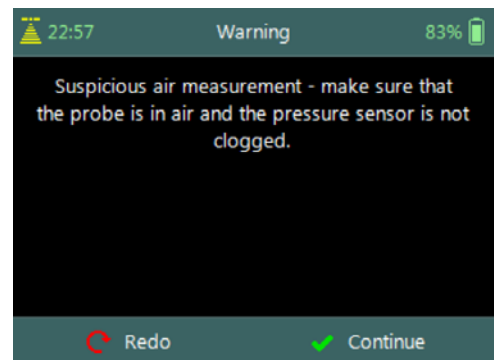 22:57 Warning 83%
Suspicious air measurement - make sure that
the probe is in air and the pressure sensor is not
clogged.
Redo Continue